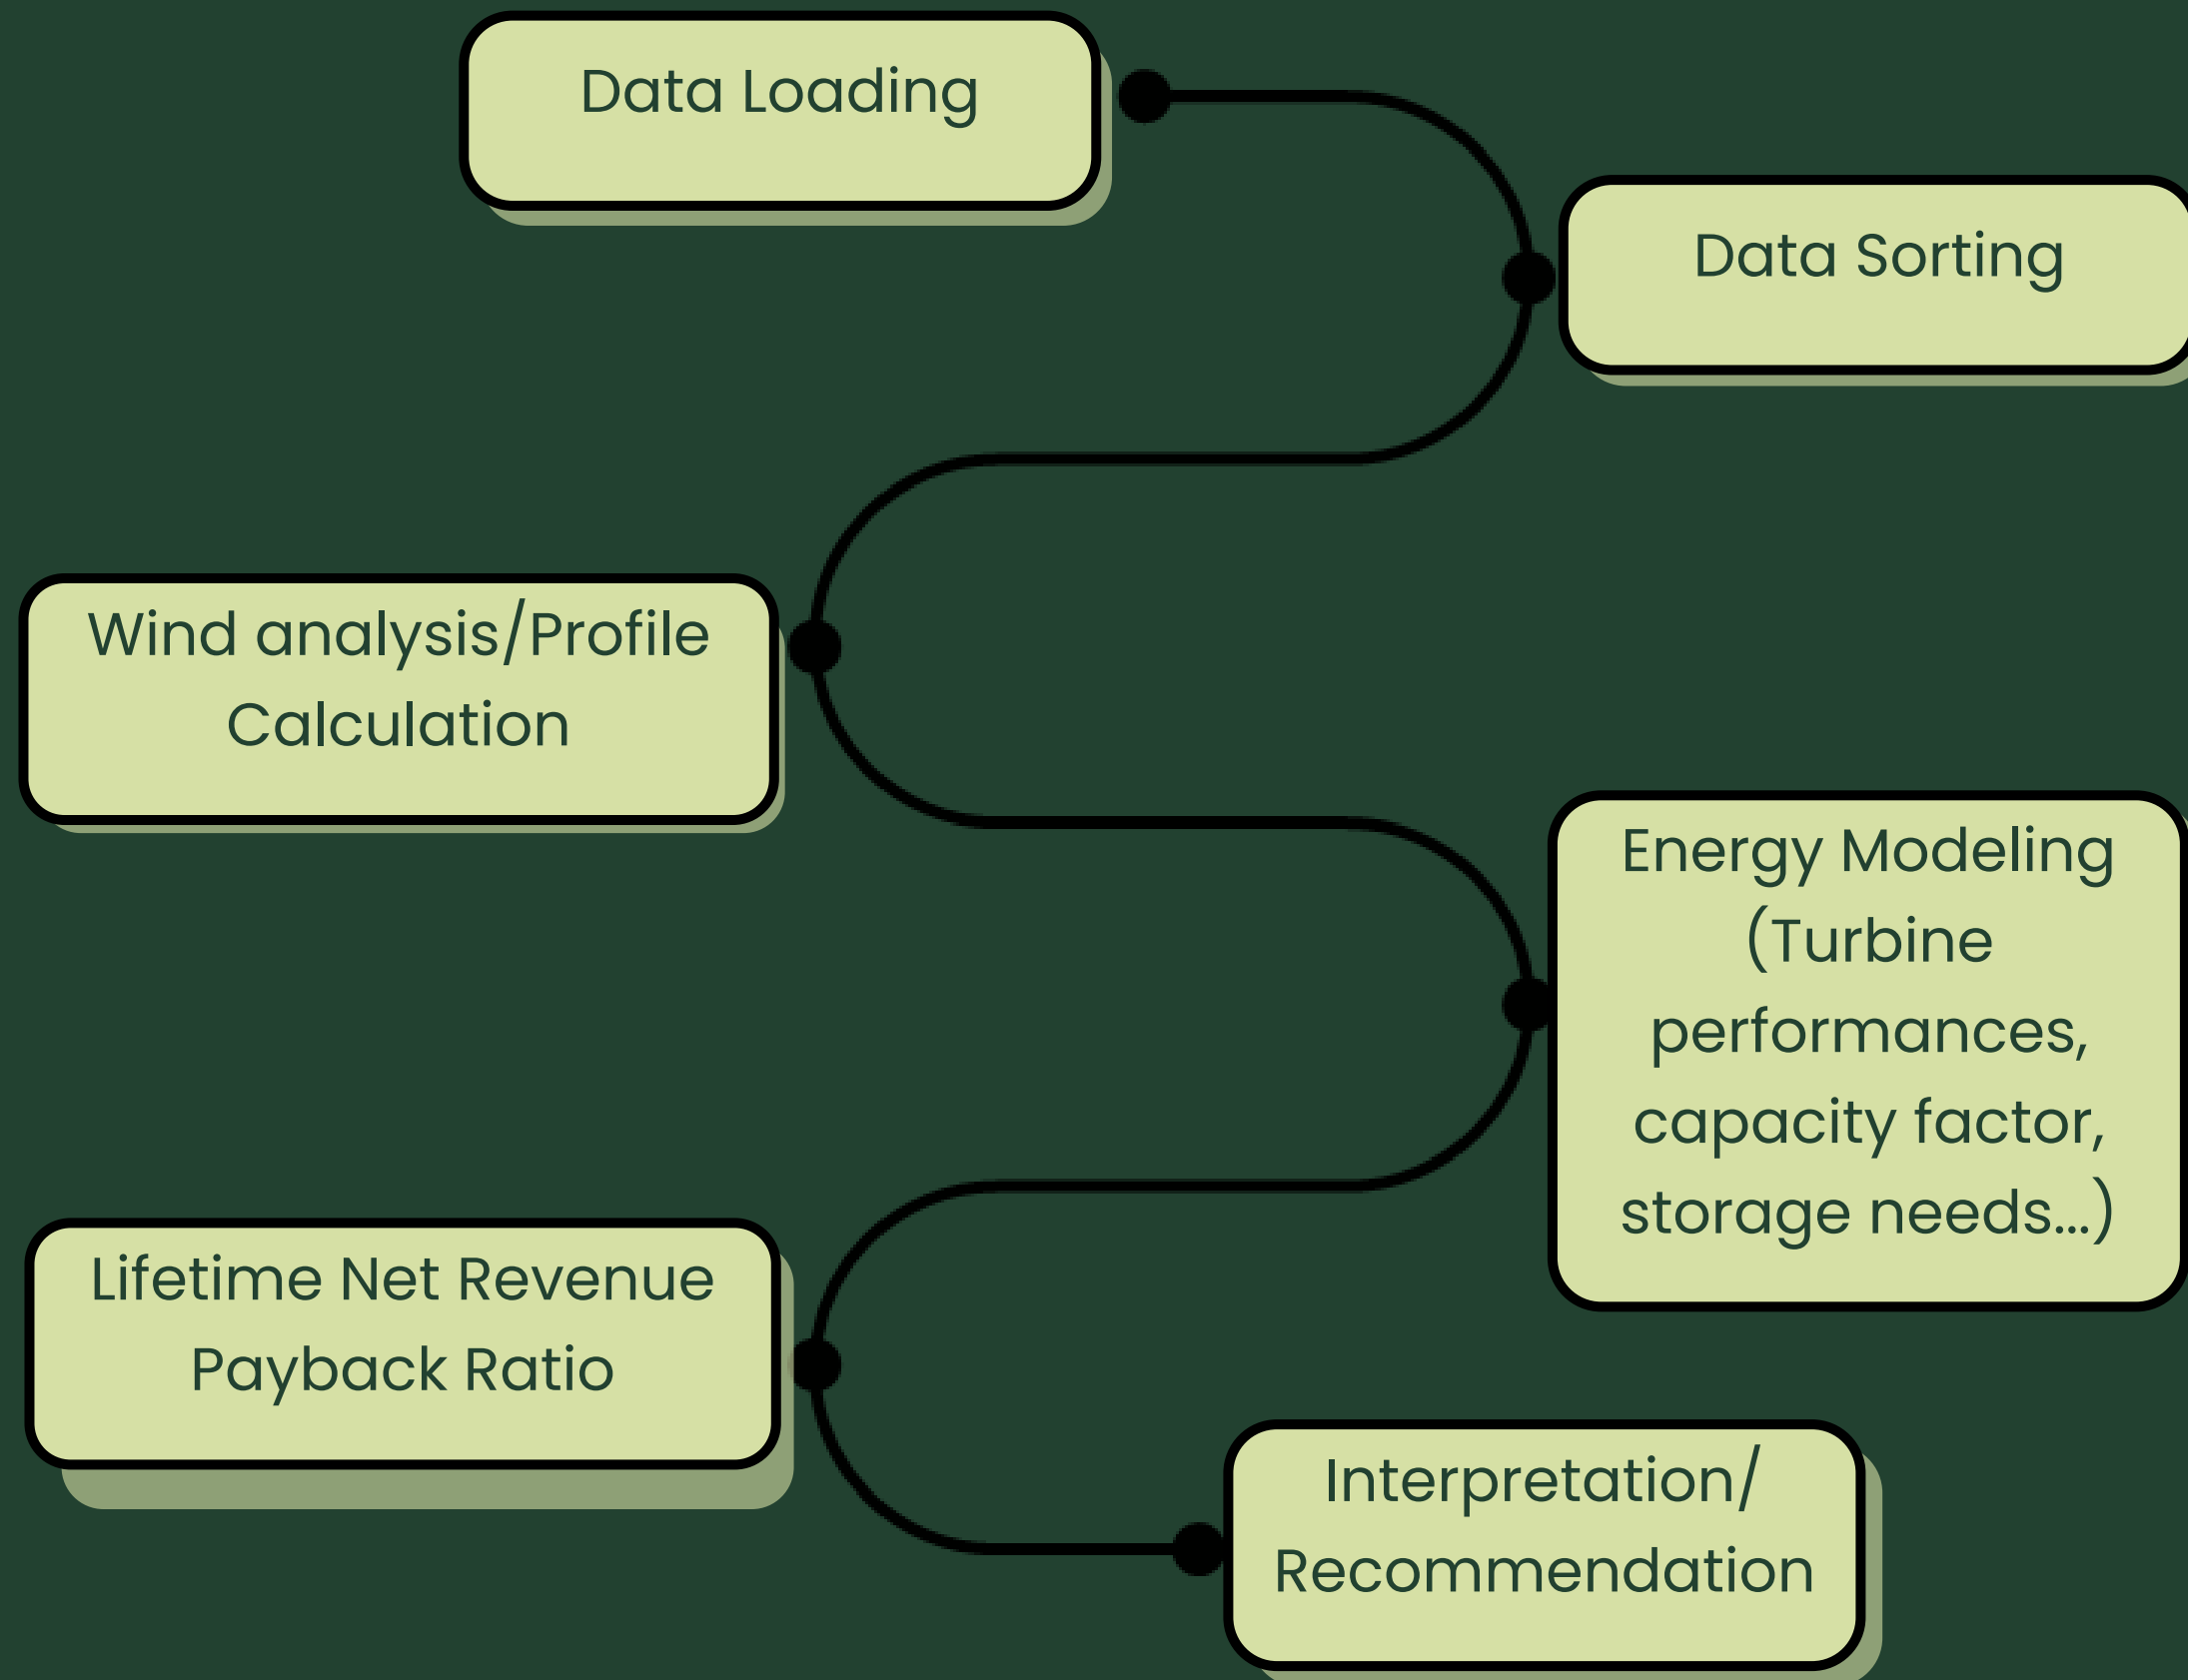 Data Loading
Data Sorting
Wind analysis/Profile
Calculation
Energy Modeling
(Turbine
performances,
capacity factor,
storage needs...)
Lifetime Net Revenue
Payback Ratio
Interpretation/
Recommendation